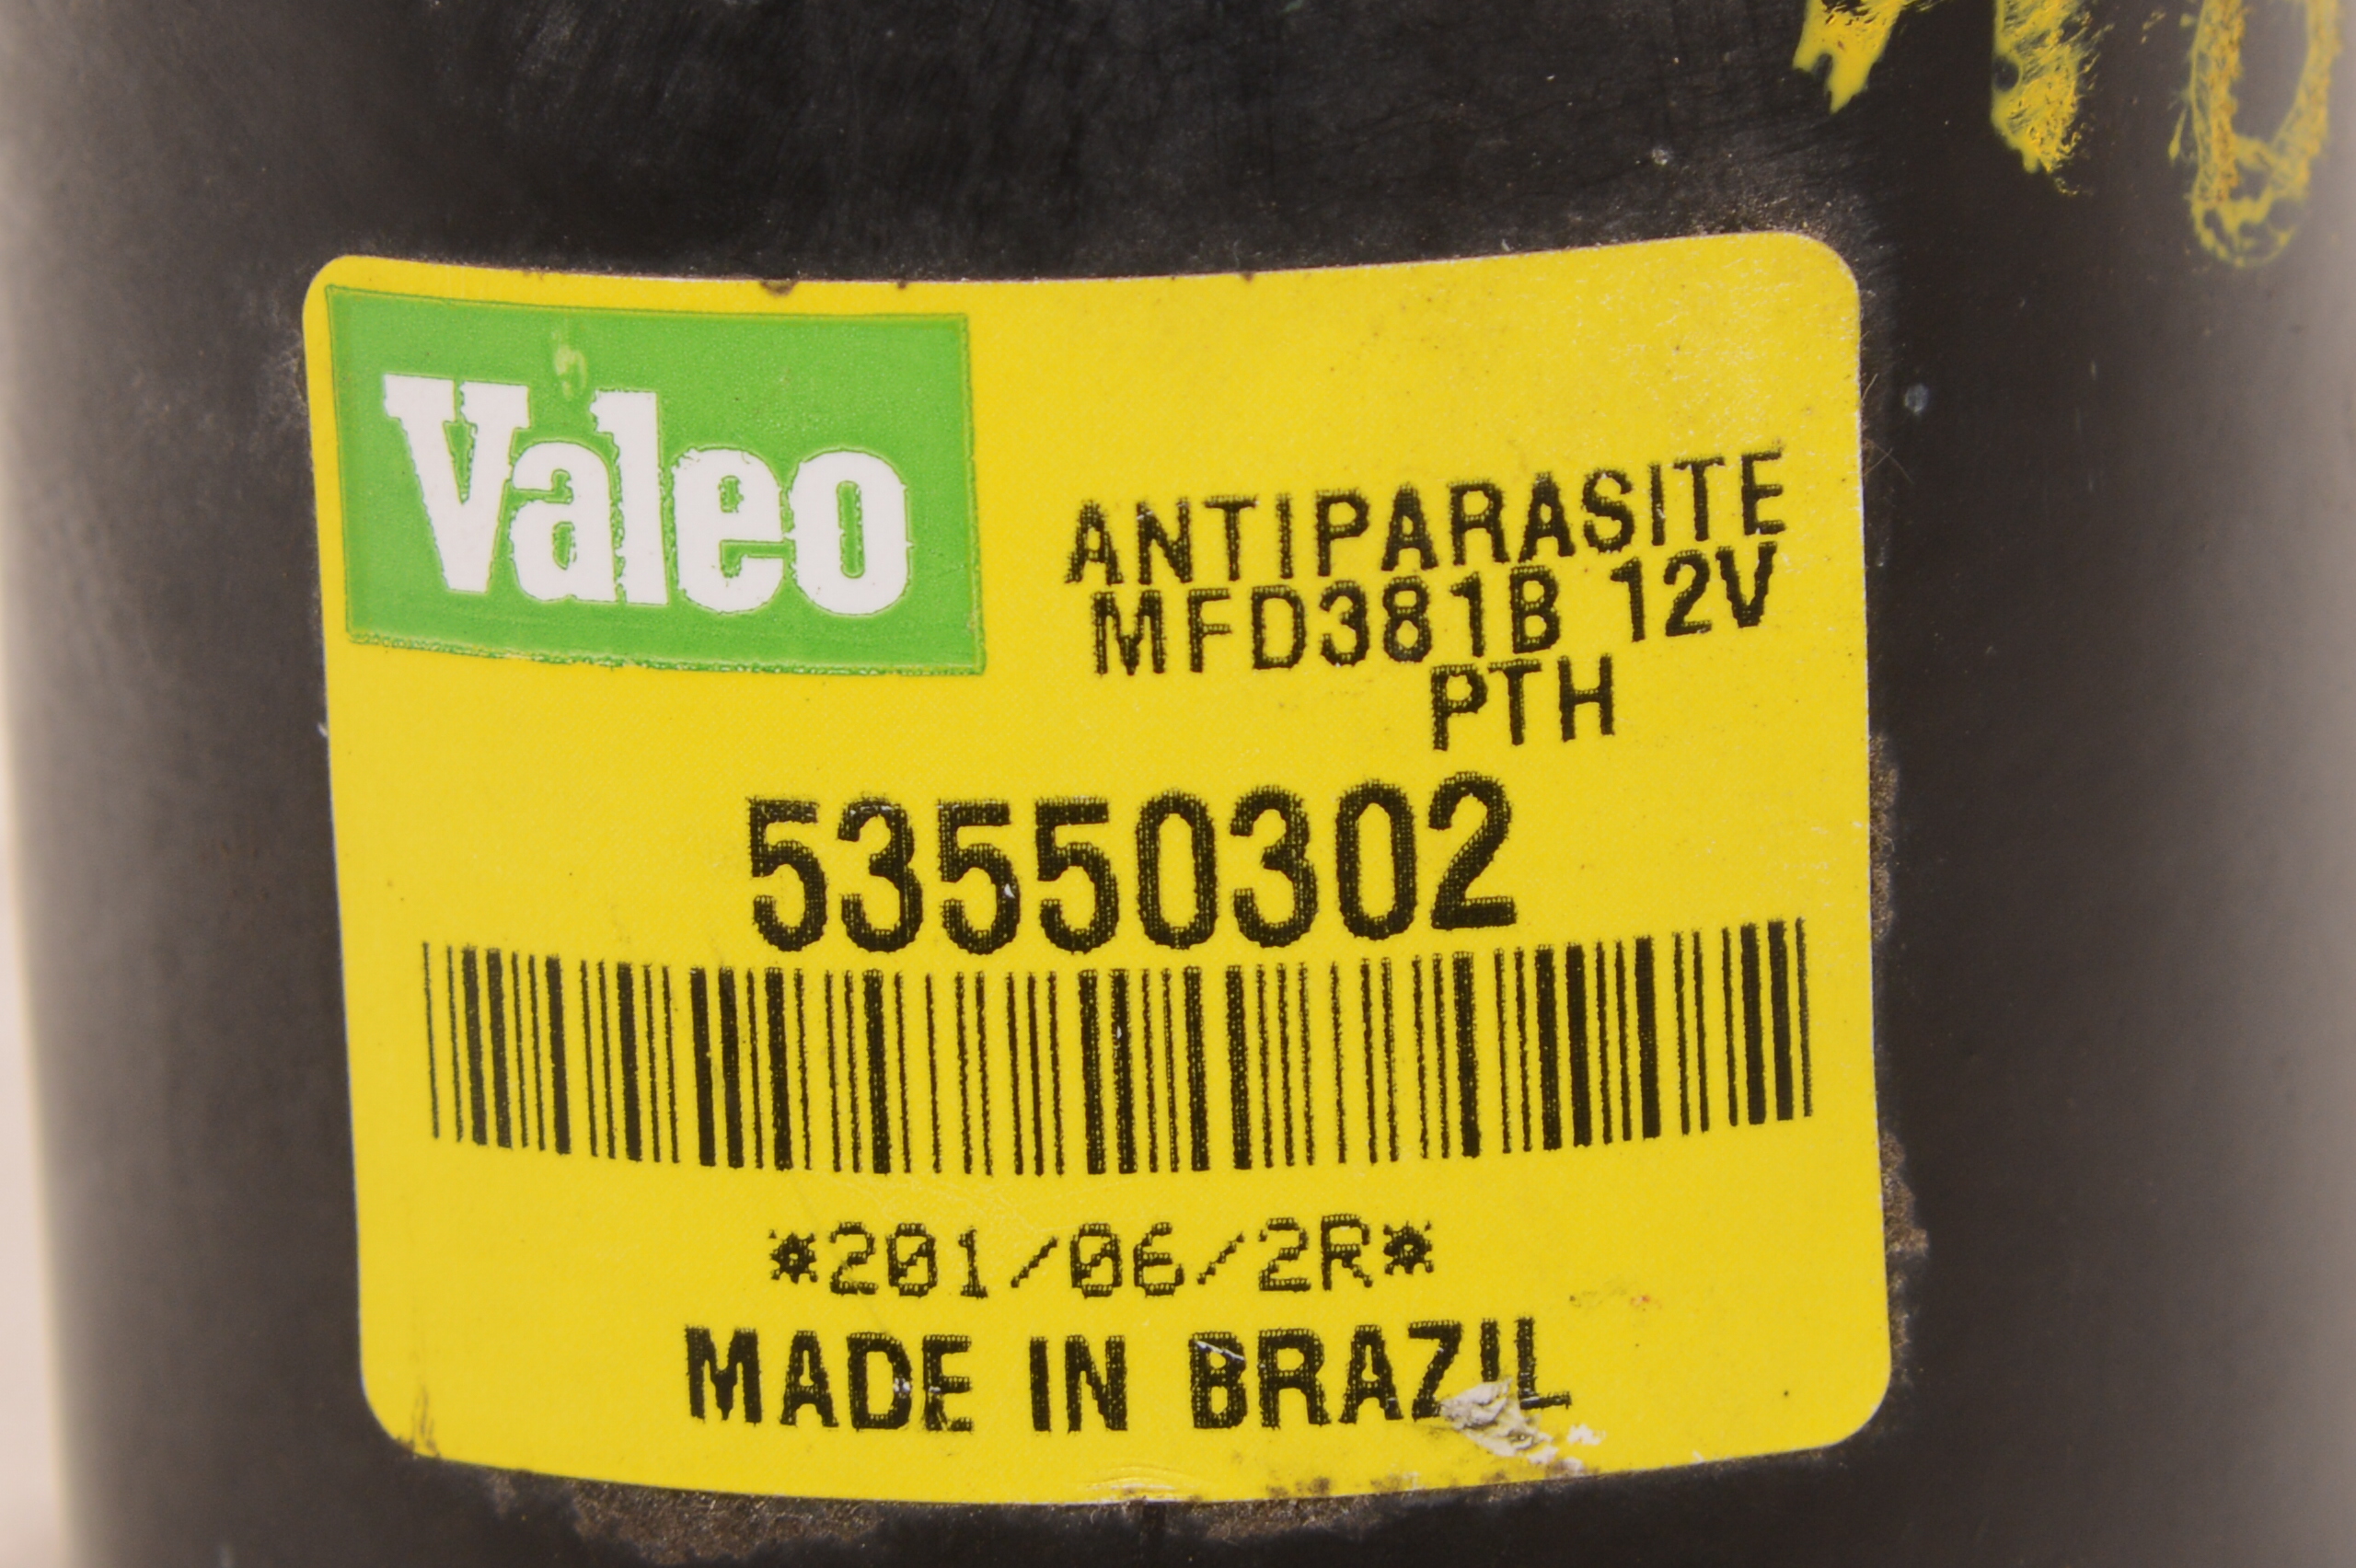 Valeo
ANTIPARASITE
MFD381B 12V
PTH
53550302
*201/06/2R*
MADE IN BRAZIL